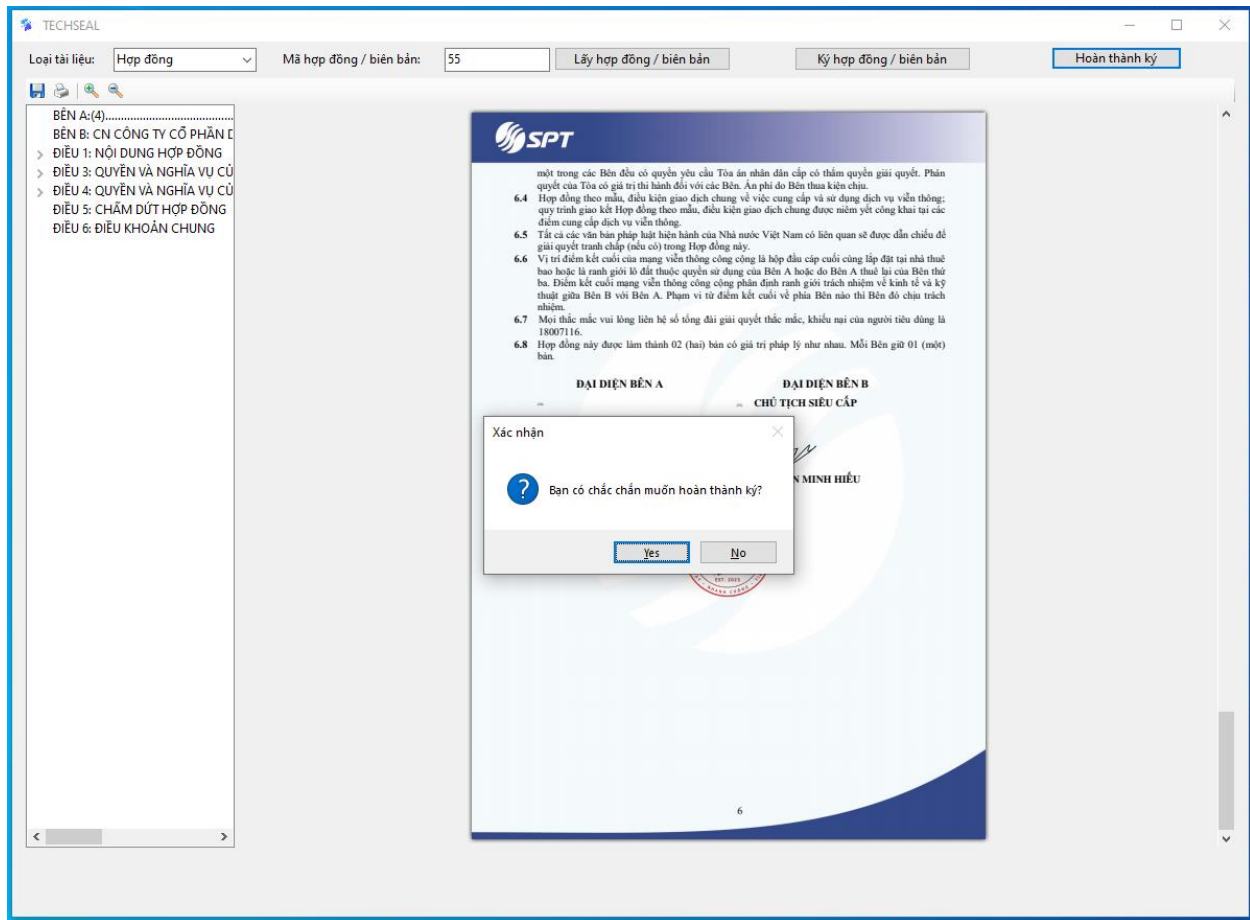 TECHSEAL
Loại tài liệu: Hợp đồng Mã hợp đồng / biên bản: 55 Lấy hợp đồng / biên bản Ký hợp đồng / biên bản Hoàn thành ký
BÊN A:(4)........................................
BÊN B: CN CÔNG TY CỔ PHẦN D
ĐIỀU 1: NỘI DUNG HỢP ĐỒNG
ĐIỀU 3: QUYỀN VÀ NGHĨA VỤ CỦ
ĐIỀU 4: QUYỀN VÀ NGHĨA VỤ CỦ
ĐIỀU 5: CHẤM DỨT HỢP ĐỒNG
ĐIỀU 6: ĐIỀU KHOẢN CHUNG
SPT
một trong các Bên đều có quyền yêu cầu Tòa án nhân dân cấp có thẩm quyền giải quyết. Phán
quyết của Tòa có giá trị thi hành đối với các Bên. Án phí do Bên thua kiện chịu.
6.4 Hợp đồng theo mẫu, điều kiện giao dịch chung về việc cung cấp và sử dụng dịch vụ viễn thông;
quy trình giao kết Hợp đồng theo mẫu, điều kiện giao dịch chung được niêm yết công khai tại các
điểm cung cấp dịch vụ viễn thông.
6.5 Tất cả các văn bản pháp luật hiện hành của Nhà nước Việt Nam có liên quan sẽ được dẫn chiếu để
giải quyết tranh chấp (nếu có) trong Hợp đồng này.
6.6 Vị trí điểm kết cuối của mạng viễn thông công cộng là hộp đầu cáp cuối cùng lắp đặt tại nhà thuê
bao hoặc là ranh giới lô đất thuộc quyền sử dụng của Bên A hoặc do Bên A thuê lại của Bên thứ
ba. Điểm kết cuối mạng viễn thông công cộng phân định ranh giới trách nhiệm về kinh tế và kỹ
thuật giữa Bên B với Bên A. Phạm vi từ điểm kết cuối về phía Bên nào thì Bên đó chịu trách
nhiệm.
6.7 Mọi thắc mắc vui lòng liên hệ số tổng đài giải quyết thắc mắc, khiếu nại của người tiêu dùng là
18007116.
6.8 Hợp đồng này được làm thành 02 (hai) bản có giá trị pháp lý như nhau. Mỗi Bên giữ 01 (một)
bản.
ĐẠI DIỆN BÊN A ĐẠI DIỆN BÊN B
CHỦ TỊCH SIÊU CẤP
Xác nhận
N MINH HIẾU
Bạn có chắc chắn muốn hoàn thành ký?
Yes No
6